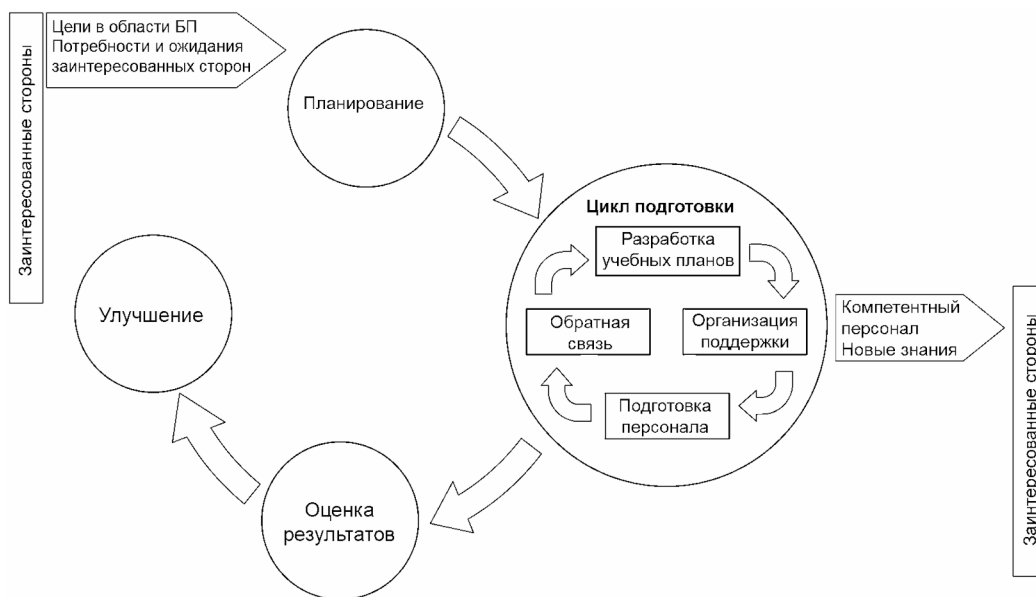 Заинтересованные стороны
Цели в области БП
Потребности и ожидания
заинтересованных сторон
Планирование
Цикл подготовки
Разработка
учебных планов
Обратная
связь
Организация
поддержки
Подготовка
персонала
Компетентный
персонал
Новые знания
Заинтересованные стороны
Улучшение
Оценка
результатов